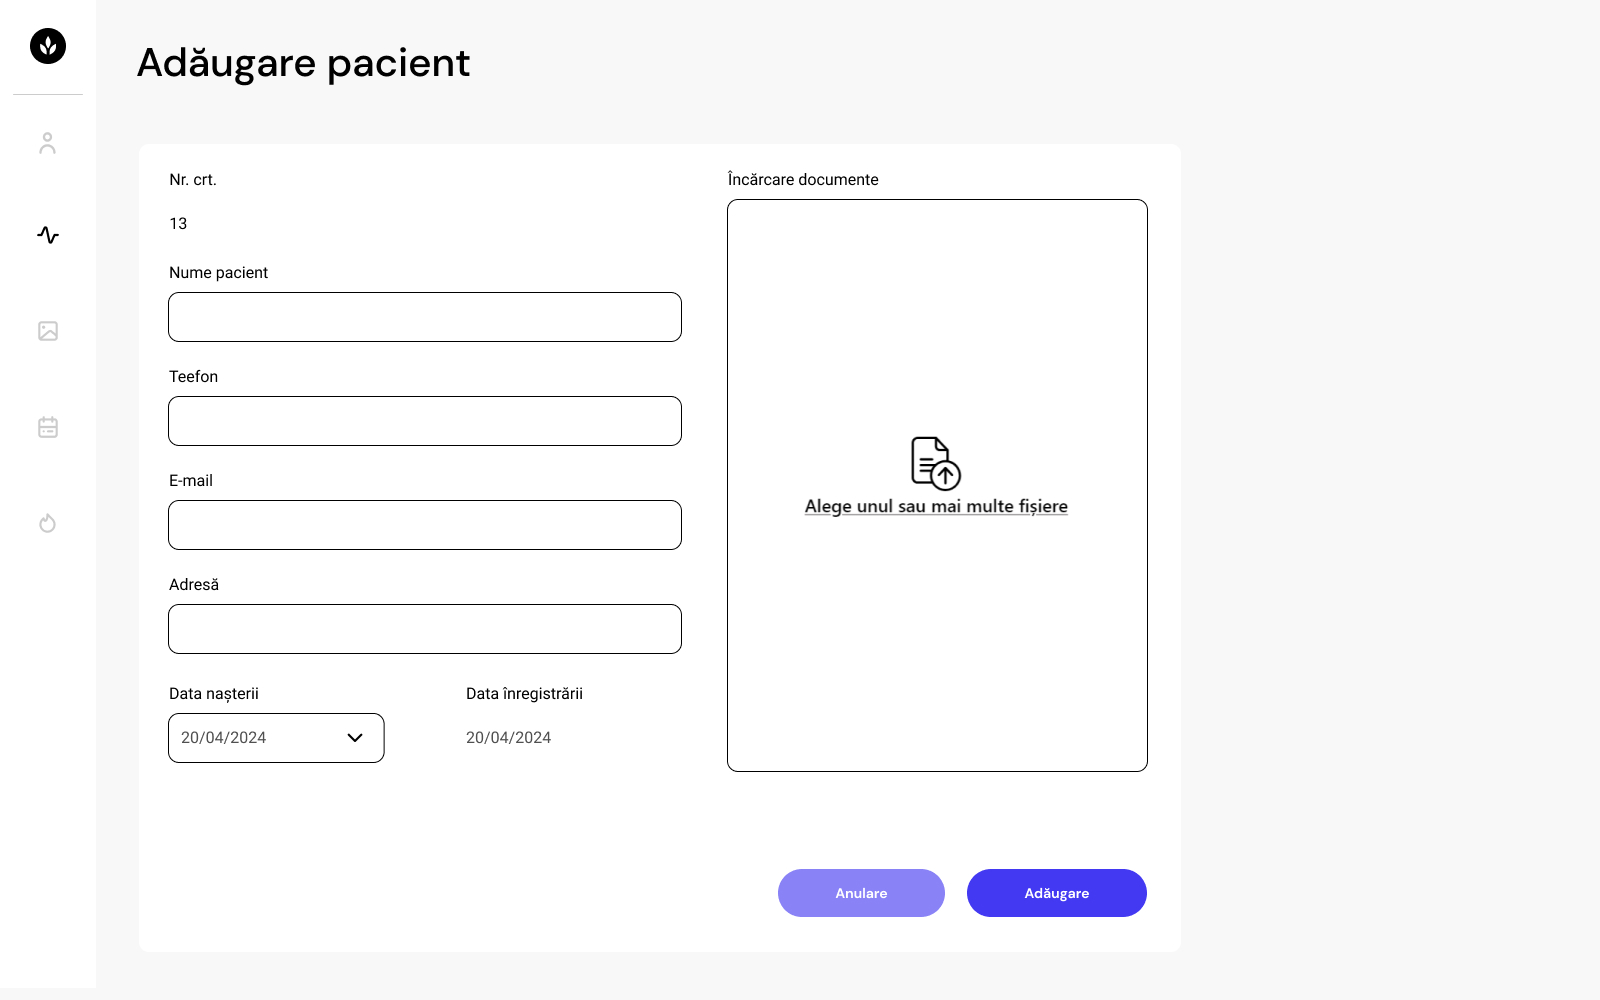 Adăugare pacient
Nr. crt.
13
Nume pacient
Teefon
E-mail
Adresă
Data nașterii
20/04/2024
Data înregistrării
20/04/2024
Încărcare documente
Alege unul sau mai multe fișiere
Anulare
Adăugare